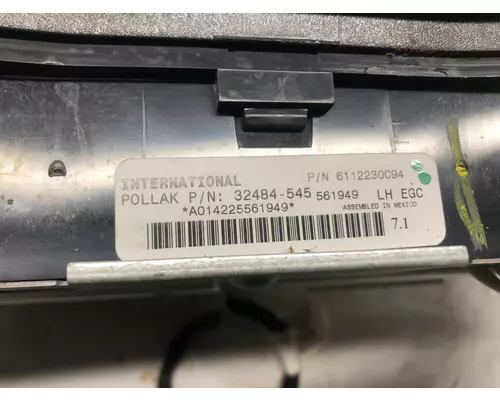 INTERNATIONAL P/N 6112230C94
POLLAK P/N: 32484-545 561949 LH EGC
*A014225561949* ASSEMBLED IN MEXICO
7.1